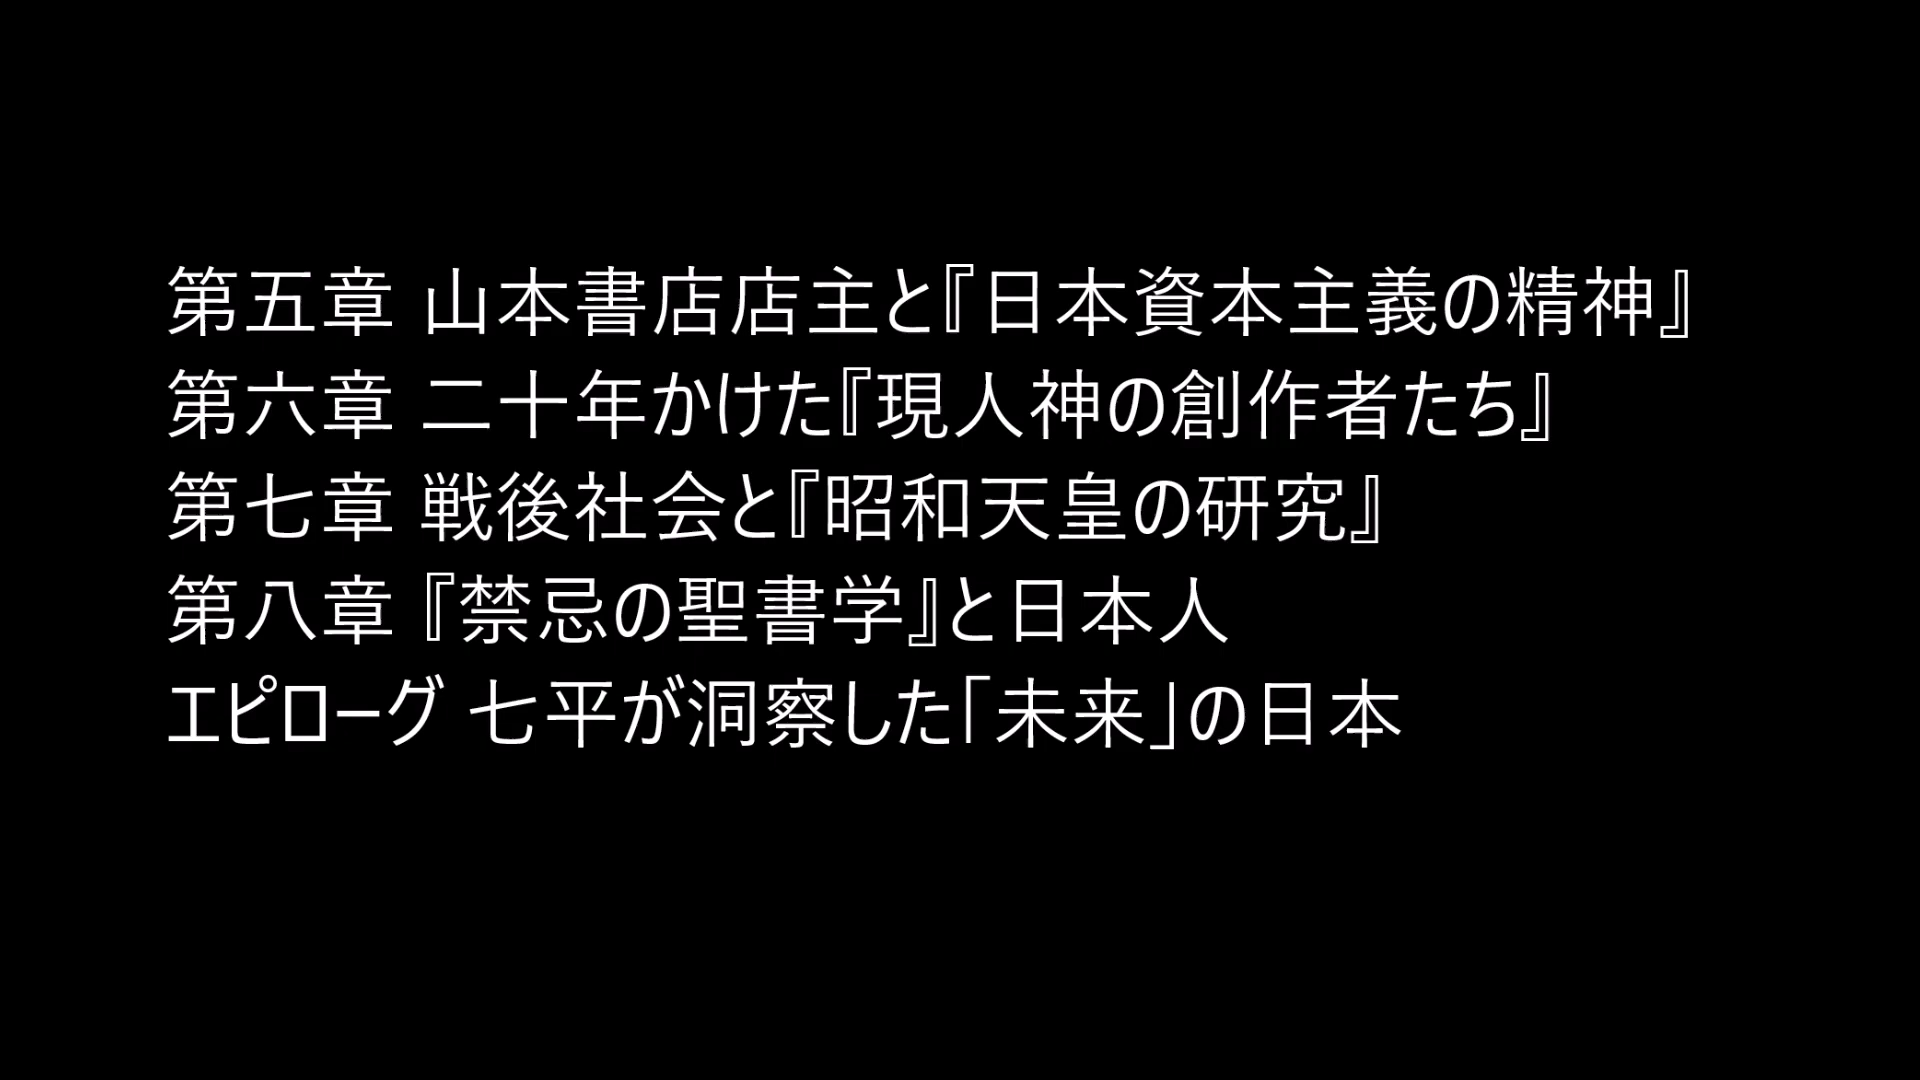 第五章 山本書店店主と『日本資本主義の精神』
第六章 二十年かけた『現人神の創作者たち』
第七章 戦後社会と『昭和天皇の研究』
第八章 『禁忌の聖書学』と日本人
エピローグ 七平が洞察した「未来」の日本